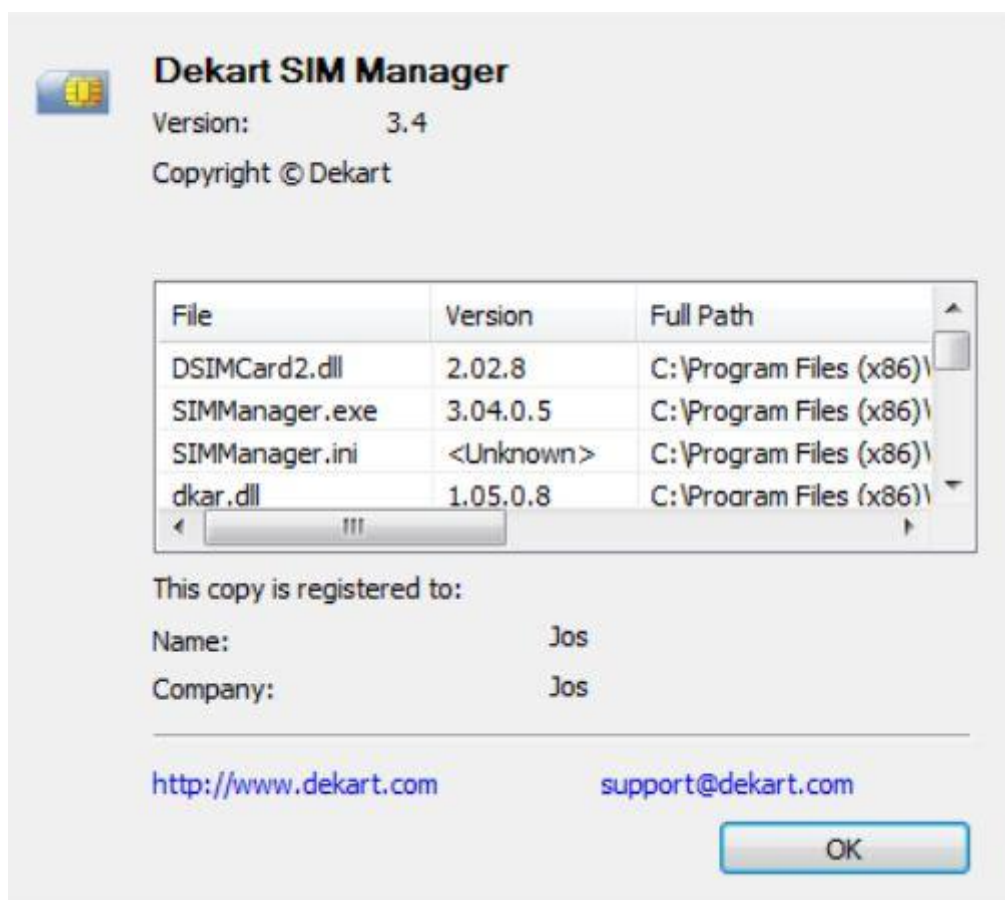 Dekart SIM Manager
Version: 3.4
Copyright © Dekart
File Version Full Path
DSIMCard2.dll 2.02.8 C:\Program Files (x86)\
SIMManager.exe 3.04.0.5 C:\Program Files (x86)\
SIMManager.ini <Unknown> C:\Program Files (x86)\
dkar.dll 1.05.0.8 C:\Program Files (x86)\
This copy is registered to:
Name: Jos
Company: Jos
http://www.dekart.com support@dekart.com
OK